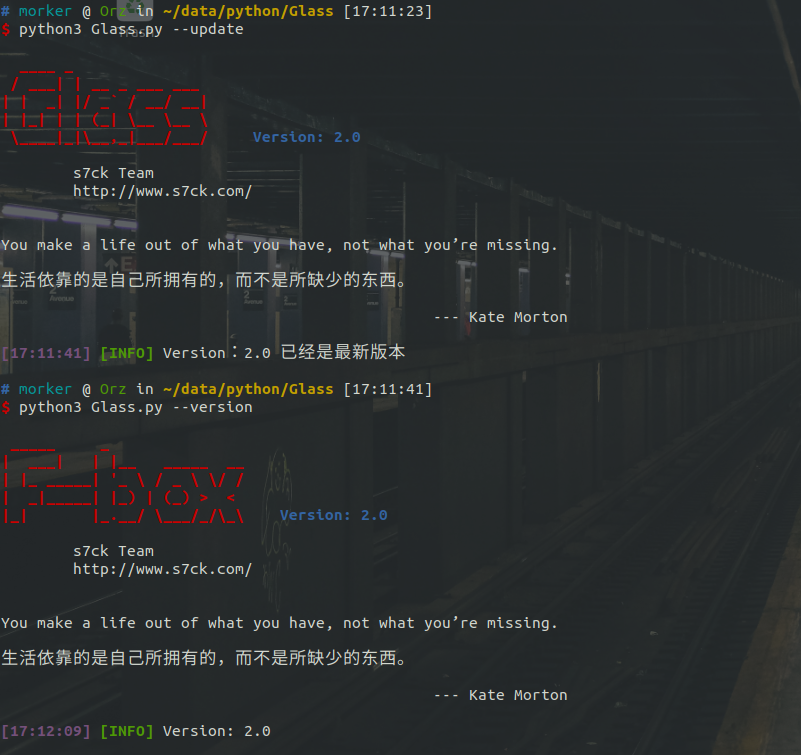 # morker @ Orz in ~/data/python/Glass [17:11:23]
$ python3 Glass.py --update
Glass
Version: 2.0
s7ck Team
http://www.s7ck.com/
You make a life out of what you have, not what you’re missing.
生活依靠的是自己所拥有的，而不是所缺少的东西。
--- Kate Morton
[17:11:41] [INFO] Version：2.0 已经是最新版本
# morker @ Orz in ~/data/python/Glass [17:11:41]
$ python3 Glass.py --version
F-box
Version: 2.0
s7ck Team
http://www.s7ck.com/
You make a life out of what you have, not what you’re missing.
生活依靠的是自己所拥有的，而不是所缺少的东西。
--- Kate Morton
[17:12:09] [INFO] Version: 2.0